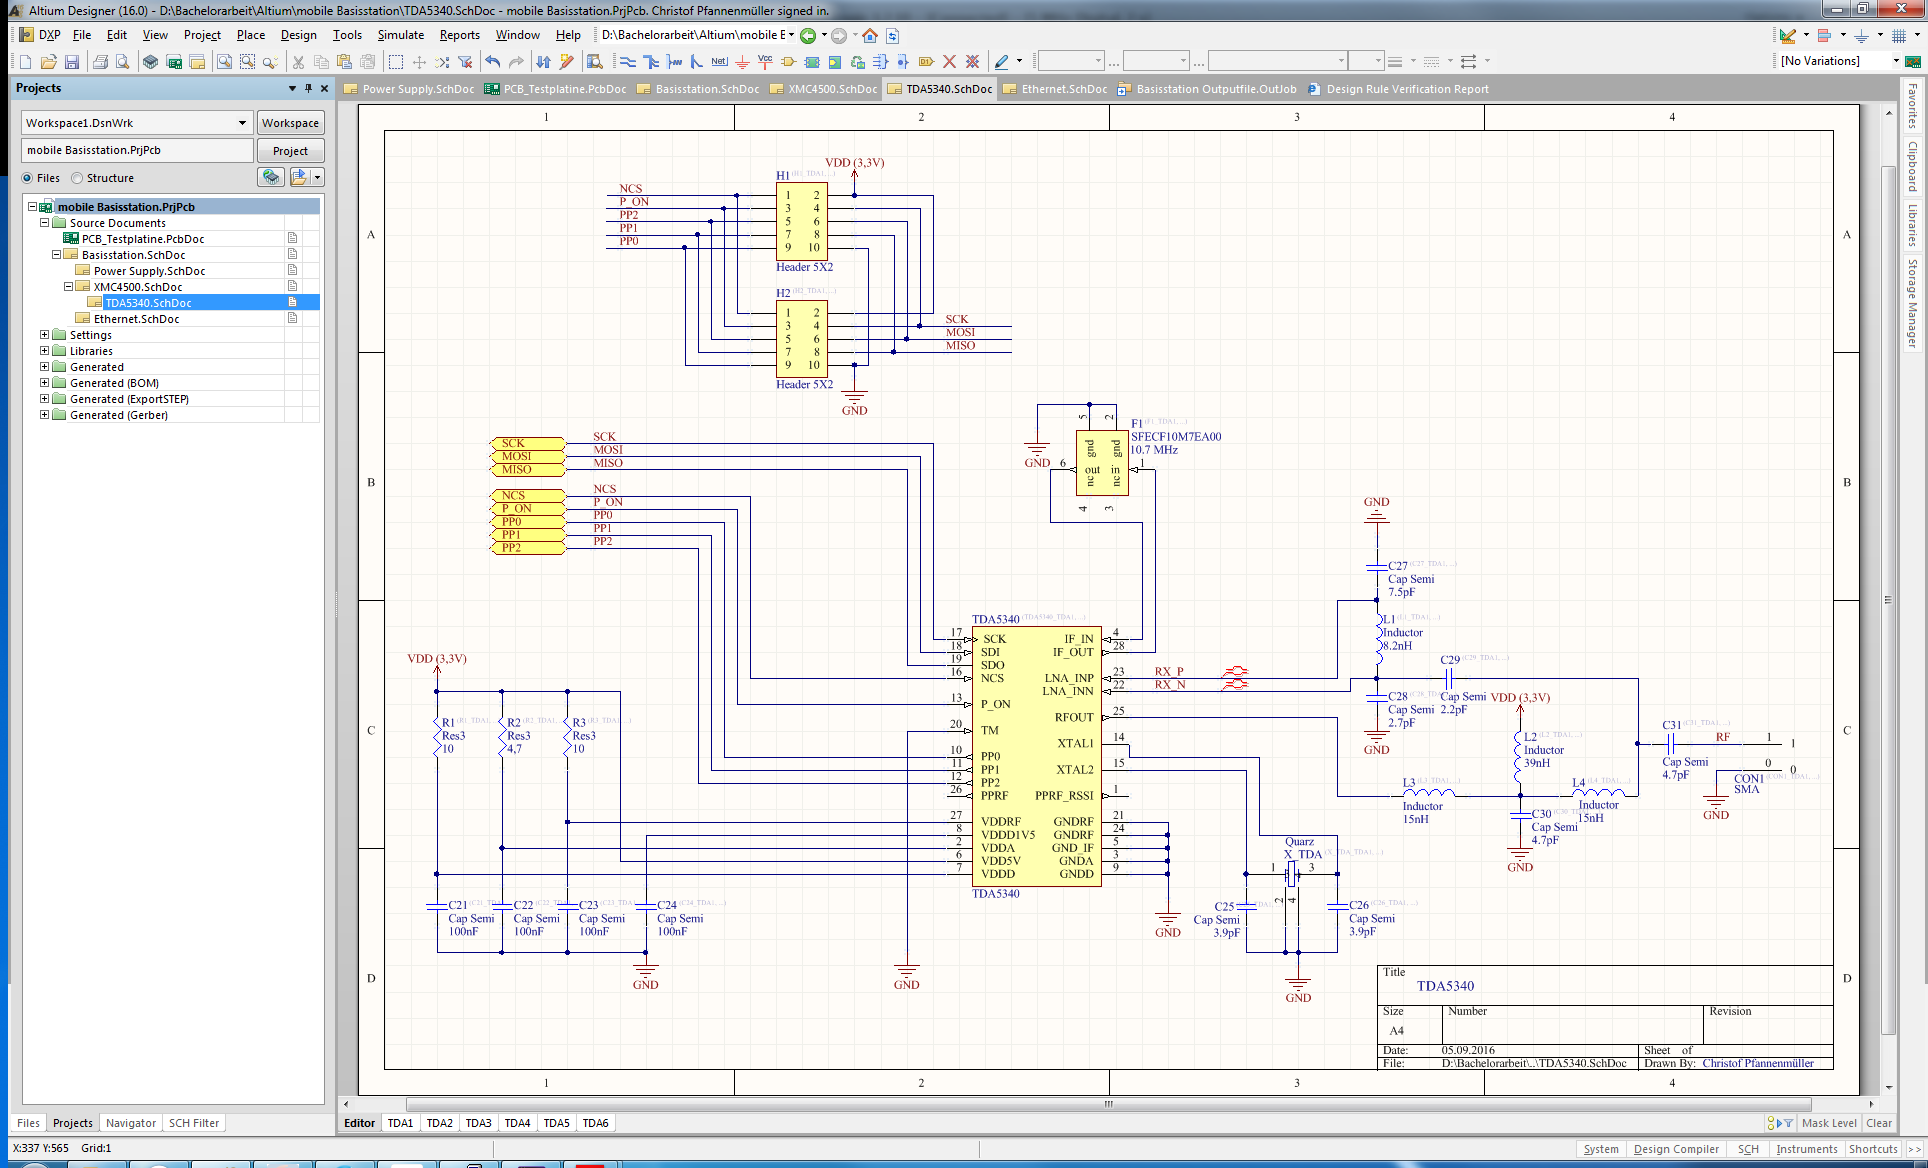 Altium Designer (16.0) - D:\Bachelorarbeit\Altium\mobile Basisstation\TDA5340.SchDoc - mobile Basisstation.PrjPcb. Christof Pfannenmüller signed in.
DXP File Edit View Project Place Design Tools Simulate Reports Window Help D:\Bachelorarbeit\Altium\mobile E
[No Variations]
Projects
Power Supply.SchDoc PCB_Testplatine.PcbDoc Basisstation.SchDoc XMC4500.SchDoc TDA5340.SchDoc Ethernet.SchDoc Basisstation Outputfile.OutJob Design Rule Verification Report
Workspace1.DsnWrk Workspace
mobile Basisstation.PrjPcb Project
Files Structure
mobile Basisstation.PrjPcb
Source Documents
PCB_Testplatine.PcbDoc
Basisstation.SchDoc
Power Supply.SchDoc
XMC4500.SchDoc
TDA5340.SchDoc
Ethernet.SchDoc
Settings
Libraries
Generated
Generated (BOM)
Generated (ExportSTEP)
Generated (Gerber)
Favorites
Clipboard
Libraries
Storage Manager
1 2 3 4
A A
B B
C C
D D
VDD (3,3V)
H1
NCS 1 2
P_ON 3 4
PP2 5 6
PP1 7 8
PP0 9 10
Header 5X2
H2
1 2
3 4 SCK
5 6 MOSI
7 8 MISO
9 10
Header 5X2
GND
SCK SCK
MOSI MOSI
MISO MISO
NCS NCS
P_ON P_ON
PP0 PP0
PP1 PP1
PP2 PP2
F1
SFECF10M7EA00
10.7 MHz
5 2
gnd gnd
6 out in 1
nc nc
4 3
GND
TDA5340
17 SCK IF_IN 4
18 SDI IF_OUT 28
19 SDO
16 NCS LNA_INP 23 RX_P
LNA_INN 22 RX_N
13 P_ON
RFOUT 25
20 TM
XTAL1 14
10 PP0
11 PP1 XTAL2 15
12 PP2
26 PPRF PPRF_RSSI 1
27 VDDRF GNDRF 21
8 VDDD1V5 GNDRF 24
2 VDDA GND_IF 5
6 VDD5V GNDA 3
7 VDDD GNDD 9
TDA5340
GND
GND
VDD (3,3V)
R1
Res3
10
R2
Res3
4,7
R3
Res3
10
C21
Cap Semi
100nF
C22
Cap Semi
100nF
C23
Cap Semi
100nF
C24
Cap Semi
100nF
GND
GND
C27
Cap Semi
7.5pF
L1
Inductor
8.2nH
C28
Cap Semi
2.7pF
GND
C29
Cap Semi
2.2pF
VDD (3,3V)
L2
Inductor
39nH
L3
Inductor
15nH
L4
Inductor
15nH
C30
Cap Semi
4.7pF
GND
C31
Cap Semi
4.7pF
RF 1 1
0 0
CON1
SMA
GND
Quarz
X_TDA
1 3
2 4
C25
Cap Semi
3.9pF
C26
Cap Semi
3.9pF
GND
Title
TDA5340
Size Number Revision
A4
Date: 05.09.2016 Sheet of
File: D:\Bachelorarbeit\..\TDA5340.SchDoc Drawn By: Christof Pfannenmüller
1 2 3 4
Files Projects Navigator SCH Filter
Editor TDA1 TDA2 TDA3 TDA4 TDA5 TDA6
Mask Level Clear
X:337 Y:565 Grid:1
System Design Compiler SCH Instruments Shortcuts >>